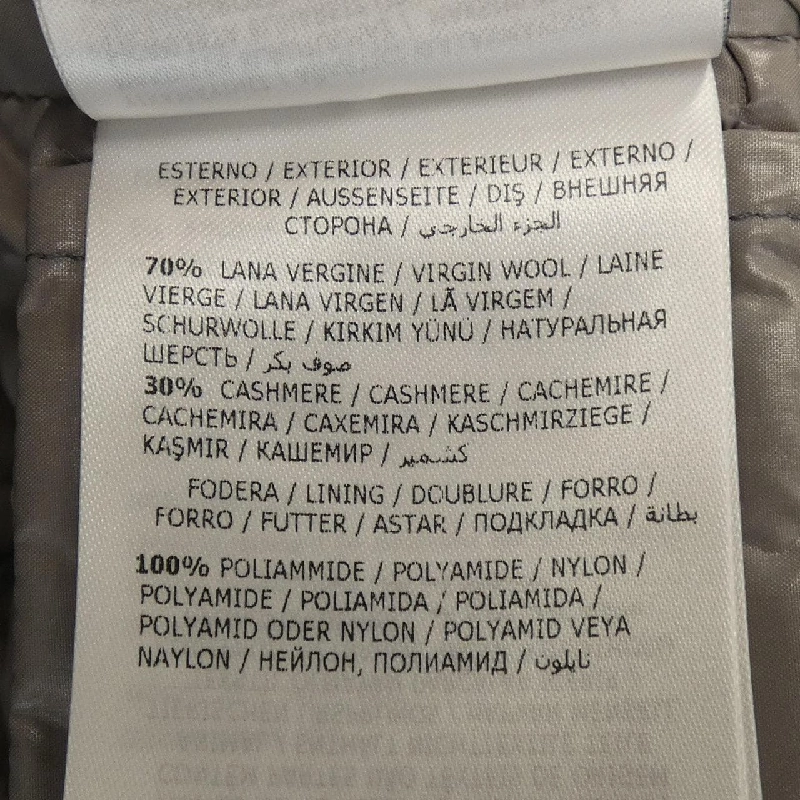 ESTERNO / EXTERIOR / EXTERIEUR / EXTERNO /
EXTERIOR / AUSSENSEITE / DIŞ / ВНЕШНЯЯ
СТОРОНА / الجزء الخارجي
70% LANA VERGINE / VIRGIN WOOL / LAINE
VIERGE / LANA VIRGEN / LÃ VIRGEM /
SCHURWOLLE / KIRKIM YÜNÜ / НАТУРАЛЬНАЯ
ШЕРСТЬ / صوف بكر
30% CASHMERE / CASHMERE / CACHEMIRE /
CACHEMIRA / CAXEMIRA / KASCHMIRZIEGE /
KAŞMIR / КАШЕМИР / كشمير
FODERA / LINING / DOUBLURE / FORRO /
FORRO / FUTTER / ASTAR / ПОДКЛАДКА / بطانة
100% POLIAMMIDE / POLYAMIDE / NYLON /
POLYAMIDE / POLIAMIDA / POLIAMIDA /
POLYAMID ODER NYLON / POLYAMID VEYA
NAYLON / НЕЙЛОН, ПОЛИАМИД / نايلون